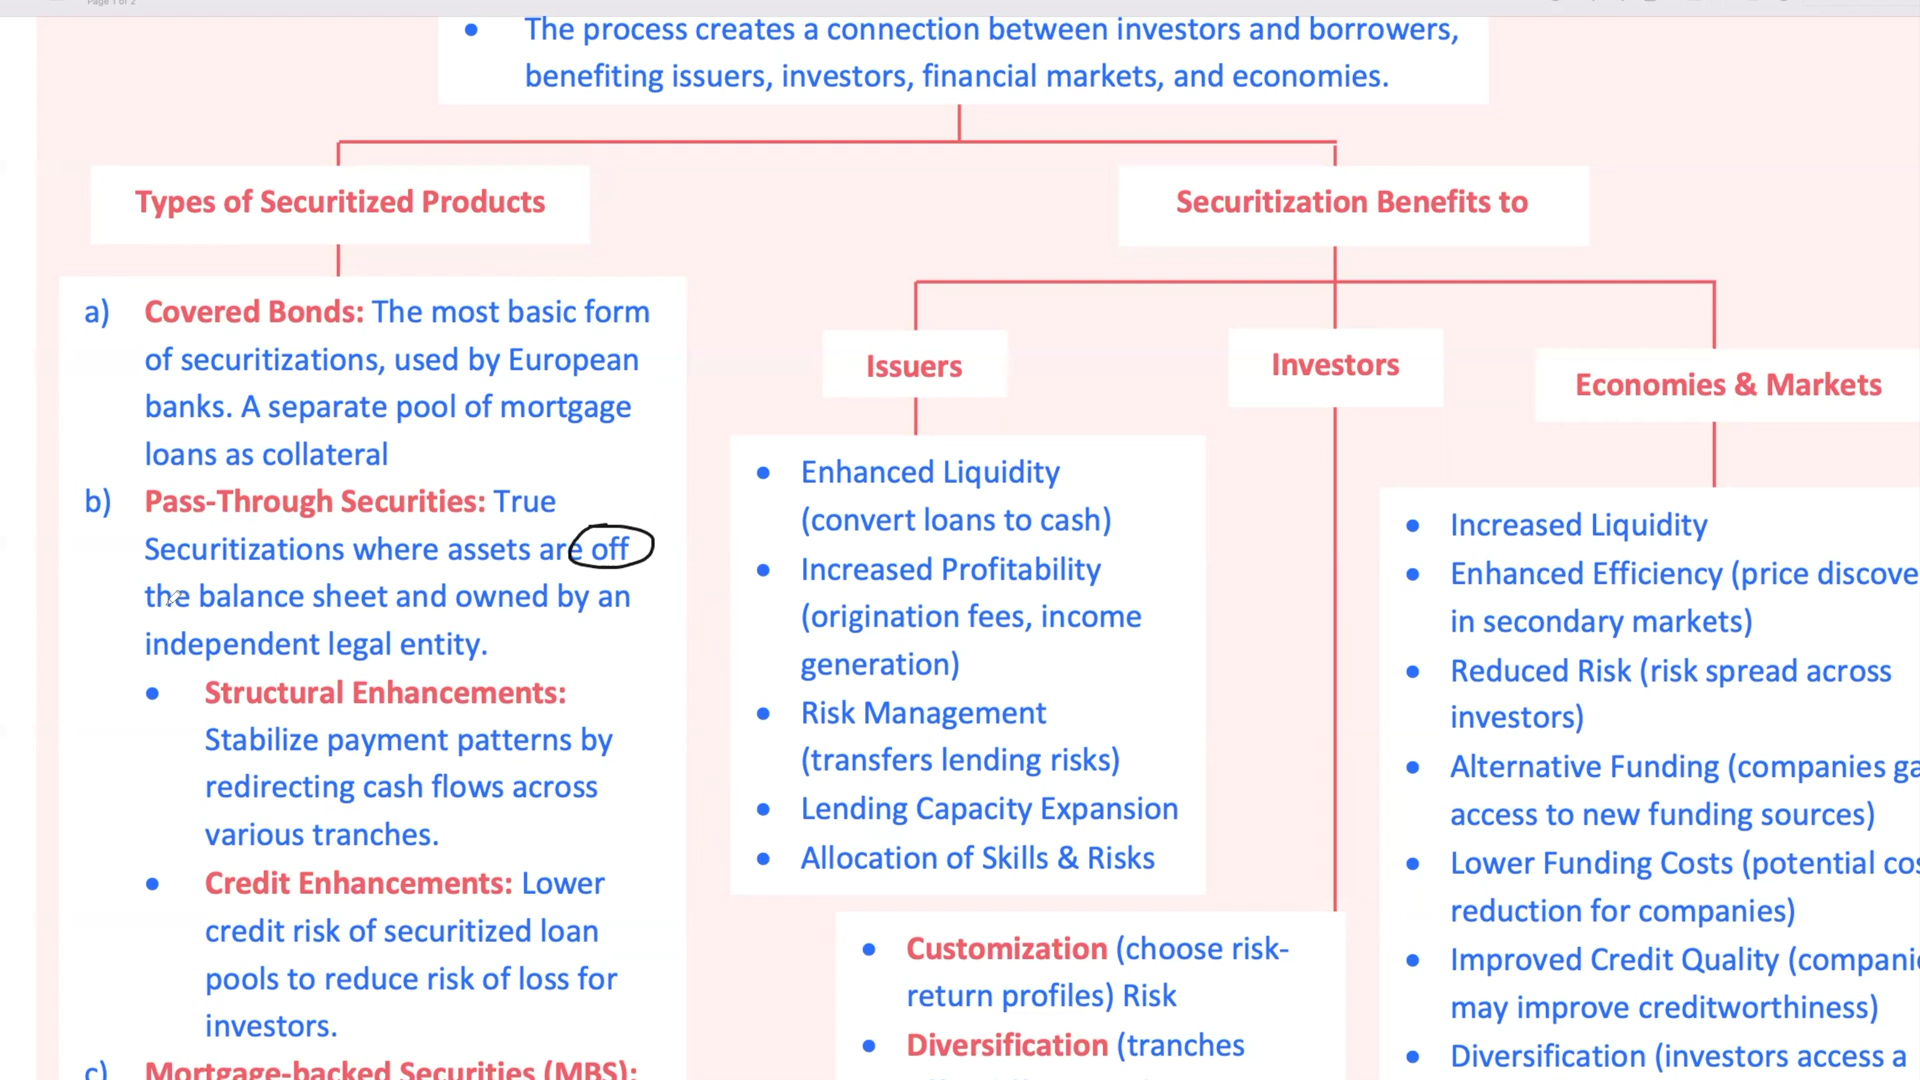 Page 1 of 2
The process creates a connection between investors and borrowers,
benefiting issuers, investors, financial markets, and economies.
Types of Securitized Products
Securitization Benefits to
a) Covered Bonds: The most basic form
of securitizations, used by European
banks. A separate pool of mortgage
loans as collateral
b) Pass-Through Securities: True
Securitizations where assets are off
the balance sheet and owned by an
independent legal entity.
Structural Enhancements:
Stabilize payment patterns by
redirecting cash flows across
various tranches.
Credit Enhancements: Lower
credit risk of securitized loan
pools to reduce risk of loss for
investors.
c) Mortgage-backed Securities (MBS):
Issuers
Enhanced Liquidity
(convert loans to cash)
Increased Profitability
(origination fees, income
generation)
Risk Management
(transfers lending risks)
Lending Capacity Expansion
Allocation of Skills & Risks
Investors
Customization (choose risk-
return profiles) Risk
Diversification (tranches
Economies & Markets
Increased Liquidity
Enhanced Efficiency (price discove
in secondary markets)
Reduced Risk (risk spread across
investors)
Alternative Funding (companies ga
access to new funding sources)
Lower Funding Costs (potential cos
reduction for companies)
Improved Credit Quality (compani
may improve creditworthiness)
Diversification (investors access a